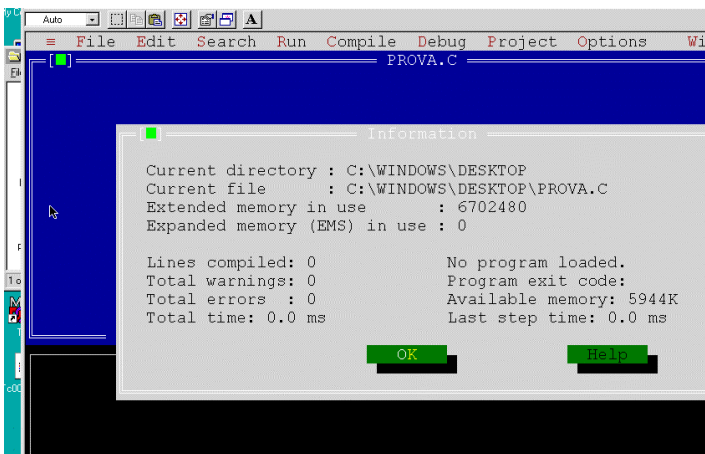 Auto
A
≡ File Edit Search Run Compile Debug Project Options Wi
[■] PROVA.C
[■] Information
Current directory : C:\WINDOWS\DESKTOP
Current file : C:\WINDOWS\DESKTOP\PROVA.C
Extended memory in use : 6702480
Expanded memory (EMS) in use : 0
Lines compiled: 0 No program loaded.
Total warnings: 0 Program exit code:
Total errors : 0 Available memory: 5944K
Total time: 0.0 ms Last step time: 0.0 ms
OK Help